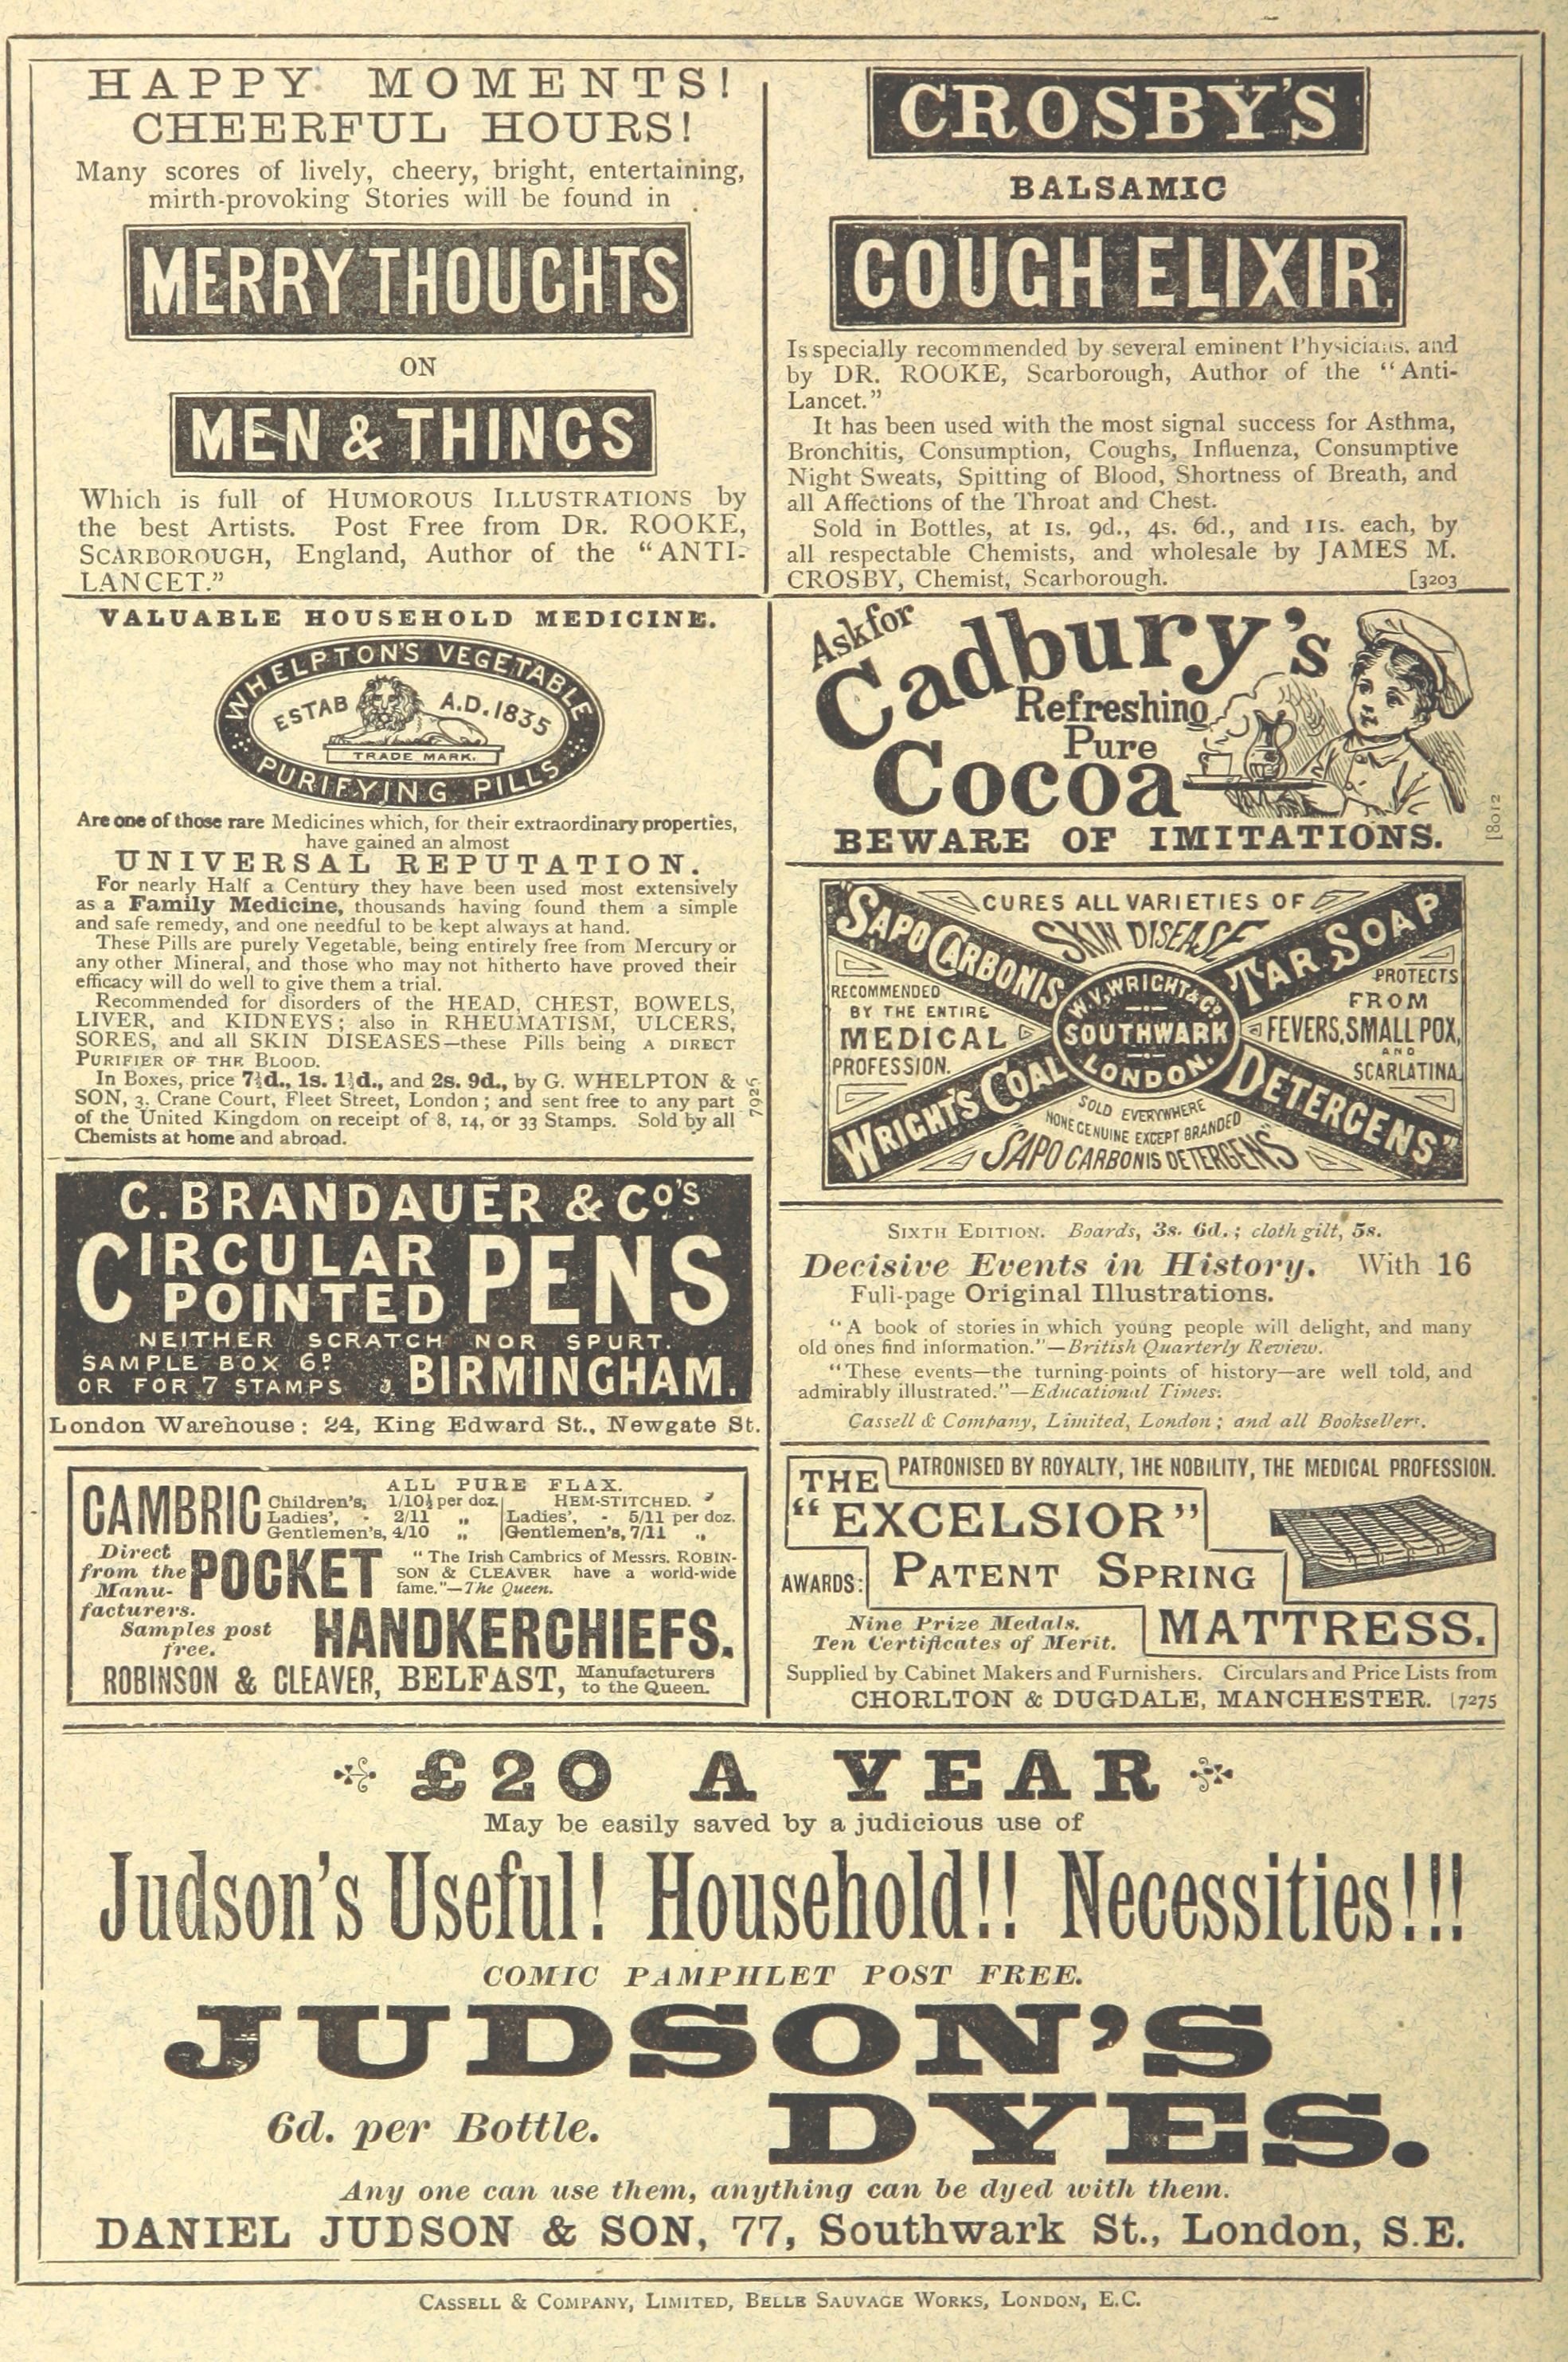 HAPPY MOMENTS!
CHEERFUL HOURS!
Many scores of lively, cheery, bright, entertaining,
mirth-provoking Stories will be found in
MERRY THOUGHTS
ON
MEN & THINGS
Which is full of HUMOROUS ILLUSTRATIONS by
the best Artists. Post Free from DR. ROOKE,
SCARBOROUGH, England, Author of the "ANTI-
LANCET."
CROSBY'S
BALSAMIC
COUGH ELIXIR.
Is specially recommended by several eminent Physicians, and
by DR. ROOKE, Scarborough, Author of the "Anti-
Lancet."
It has been used with the most signal success for Asthma,
Bronchitis, Consumption, Coughs, Influenza, Consumptive
Night Sweats, Spitting of Blood, Shortness of Breath, and
all Affections of the Throat and Chest.
Sold in Bottles, at 1s. 9d., 4s. 6d., and 11s. each, by
all respectable Chemists, and wholesale by JAMES M.
CROSBY, Chemist, Scarborough. [3203
VALUABLE HOUSEHOLD MEDICINE.
WHELPTON'S VEGETABLE
ESTAB A.D. 1835
TRADE MARK.
PURIFYING PILLS
Are one of those rare Medicines which, for their extraordinary properties,
have gained an almost
UNIVERSAL REPUTATION.
For nearly Half a Century they have been used most extensively
as a Family Medicine, thousands having found them a simple
and safe remedy, and one needful to be kept always at hand.
These Pills are purely Vegetable, being entirely free from Mercury or
any other Mineral, and those who may not hitherto have proved their
efficacy will do well to give them a trial.
Recommended for disorders of the HEAD, CHEST, BOWELS,
LIVER, and KIDNEYS; also in RHEUMATISM, ULCERS,
SORES, and all SKIN DISEASES—these Pills being A DIRECT
PURIFIER OF THE BLOOD.
In Boxes, price 7½d., 1s. 1½d., and 2s. 9d., by G. WHELPTON &
SON, 3, Crane Court, Fleet Street, London; and sent free to any part
of the United Kingdom on receipt of 8, 14, or 33 Stamps. Sold by all
Chemists at home and abroad.
7925
Ask for
Cadbury's
Refreshing
Pure
Cocoa
BEWARE OF IMITATIONS.
[8012
CURES ALL VARIETIES OF
SKIN DISEASE
"SAPO CARBONIS
TAR SOAP
RECOMMENDED
BY THE ENTIRE
MEDICAL
PROFESSION.
W.V. WRIGHT & Co
SOUTHWARK
LONDON.
PROTECTS
FROM
FEVERS, SMALL POX,
AND
SCARLATINA
WRIGHT'S COAL
DETERGENS"
SOLD EVERYWHERE
NONE GENUINE EXCEPT BRANDED
"SAPO CARBONIS DETERGENS"
C. BRANDAUER & Co's
CIRCULAR
POINTED PENS
NEITHER SCRATCH NOR SPURT.
SAMPLE BOX 6D
OR FOR 7 STAMPS
BIRMINGHAM.
London Warehouse: 24, King Edward St., Newgate St.
SIXTH EDITION. Boards, 3s. 6d.; cloth gilt, 5s.
Decisive Events in History. With 16
Full-page Original Illustrations.
"A book of stories in which young people will delight, and many
old ones find information."—British Quarterly Review.
"These events—the turning-points of history—are well told, and
admirably illustrated."—Educational Times.
Cassell & Company, Limited, London; and all Booksellers.
CAMBRIC
ALL PURE FLAX.
Children's, 1/10½ per doz. HEM-STITCHED.
Ladies', - 2/11 „ Ladies', - 5/11 per doz.
Gentlemen's, 4/10 „ Gentlemen's, 7/11 „
Direct
from the
Manu-
facturers.
POCKET
"The Irish Cambrics of Messrs. ROBIN-
SON & CLEAVER have a world-wide
fame."—The Queen.
Samples post
free.
HANDKERCHIEFS.
ROBINSON & CLEAVER, BELFAST, Manufacturers
to the Queen.
THE PATRONISED BY ROYALTY, THE NOBILITY, THE MEDICAL PROFESSION.
"EXCELSIOR"
PATENT SPRING
AWARDS:
Nine Prize Medals.
Ten Certificates of Merit.
MATTRESS.
Supplied by Cabinet Makers and Furnishers. Circulars and Price Lists from
CHORLTON & DUGDALE, MANCHESTER. [7275
£20 A YEAR
May be easily saved by a judicious use of
Judson's Useful! Household!! Necessities!!!
COMIC PAMPHLET POST FREE.
JUDSON'S
6d. per Bottle. DYES.
Any one can use them, anything can be dyed with them.
DANIEL JUDSON & SON, 77, Southwark St., London, S.E.
CASSELL & COMPANY, LIMITED, BELLE SAUVAGE WORKS, LONDON, E.C.